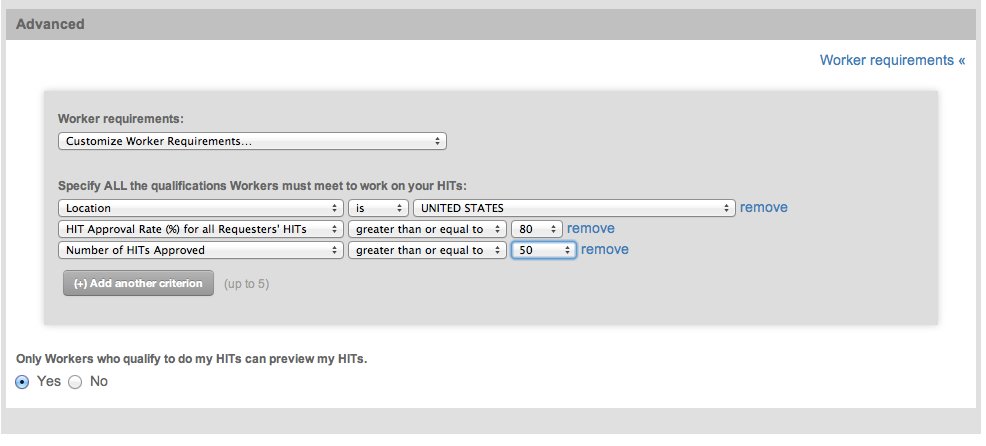 Advanced
Worker requirements «
Worker requirements:
Customize Worker Requirements...
Specify ALL the qualifications Workers must meet to work on your HITs:
Location is UNITED STATES remove
HIT Approval Rate (%) for all Requesters' HITs greater than or equal to 80 remove
Number of HITs Approved greater than or equal to 50 remove
(+) Add another criterion (up to 5)
Only Workers who qualify to do my HITs can preview my HITs.
Yes No